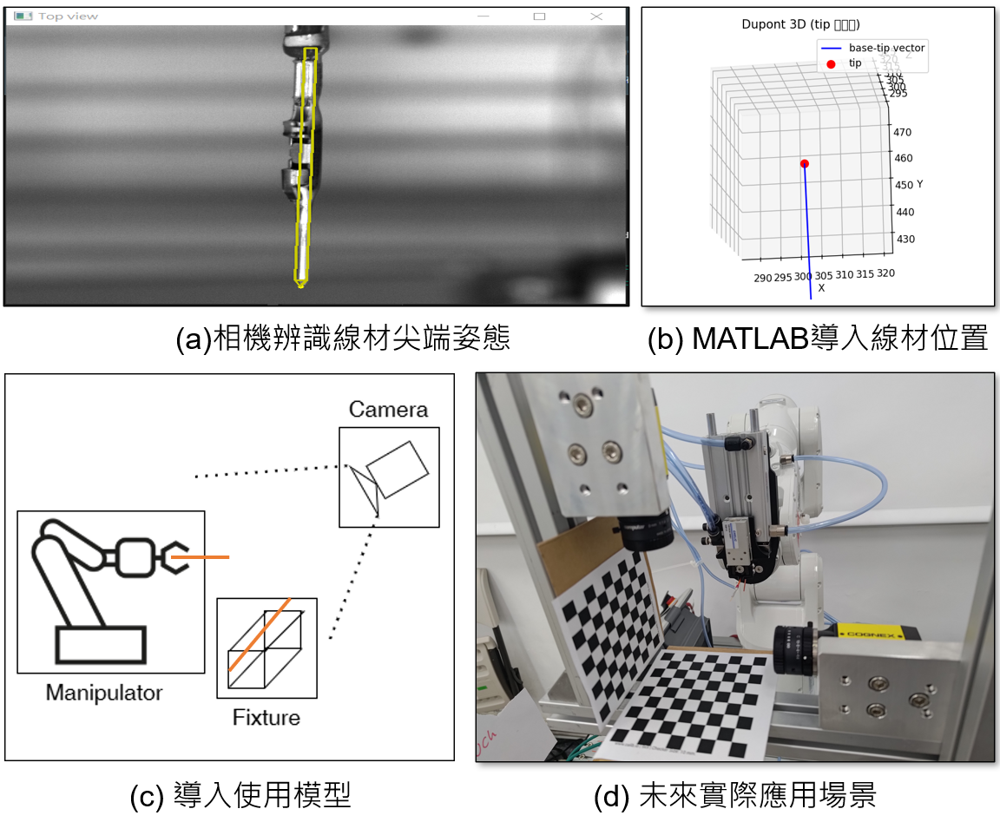 Top view
Dupont 3D (tip □□□)
base-tip vector
tip
320
315
310
305
300
295
470
460
450 Y
440
430
290 295 300 305 310 315 320
X
(a)相機辨識線材尖端姿態
(b) MATLAB導入線材位置
Camera
Manipulator
Fixture
COGNEX
och
(c) 導入使用模型
(d) 未來實際應用場景